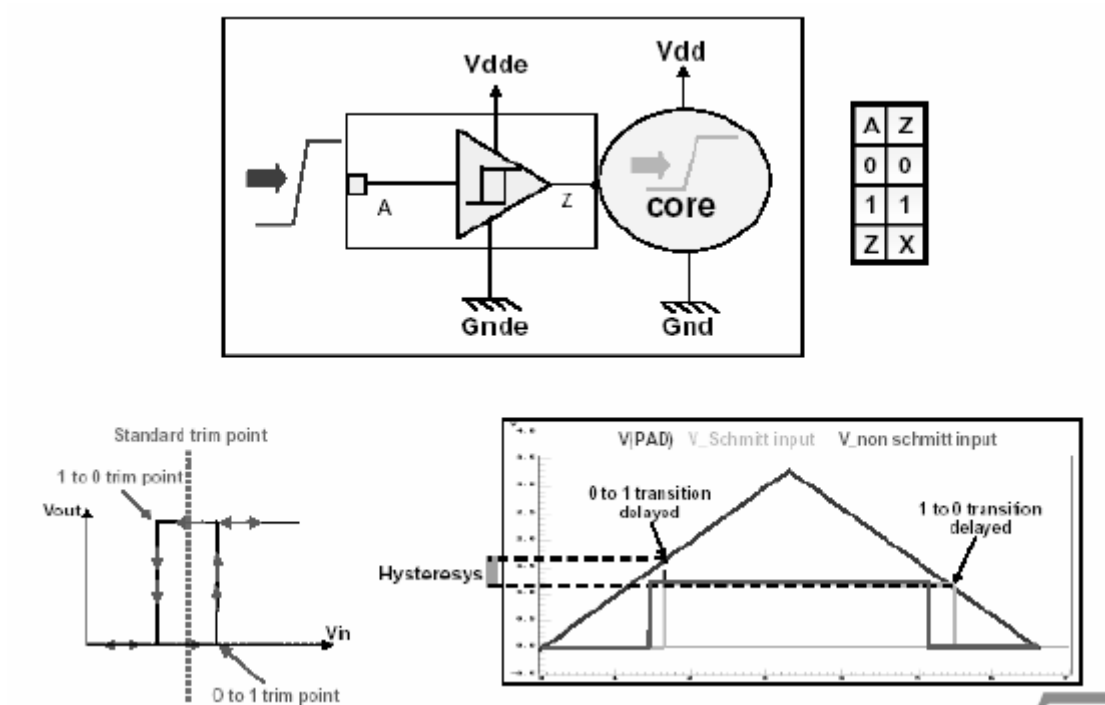 Vdde
Vdd
A Z
0 0
1 1
Z X
A
Z
core
Gnde
Gnd
Standard trim point
1 to 0 trim point
Vout
Vin
0 to 1 trim point
V(PAD) V_Schmitt input V_non schmitt input
0 to 1 transition
delayed
1 to 0 transition
delayed
Hysteresys